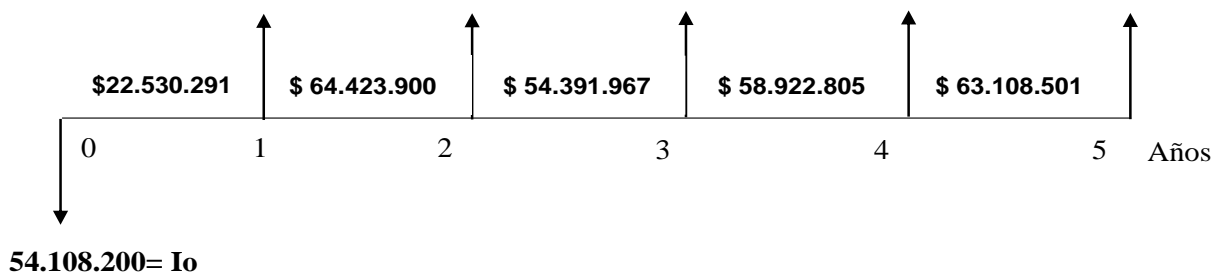 $22.530.291 $ 64.423.900 $ 54.391.967 $ 58.922.805 $ 63.108.501
0 1 2 3 4 5 Años
54.108.200= Io